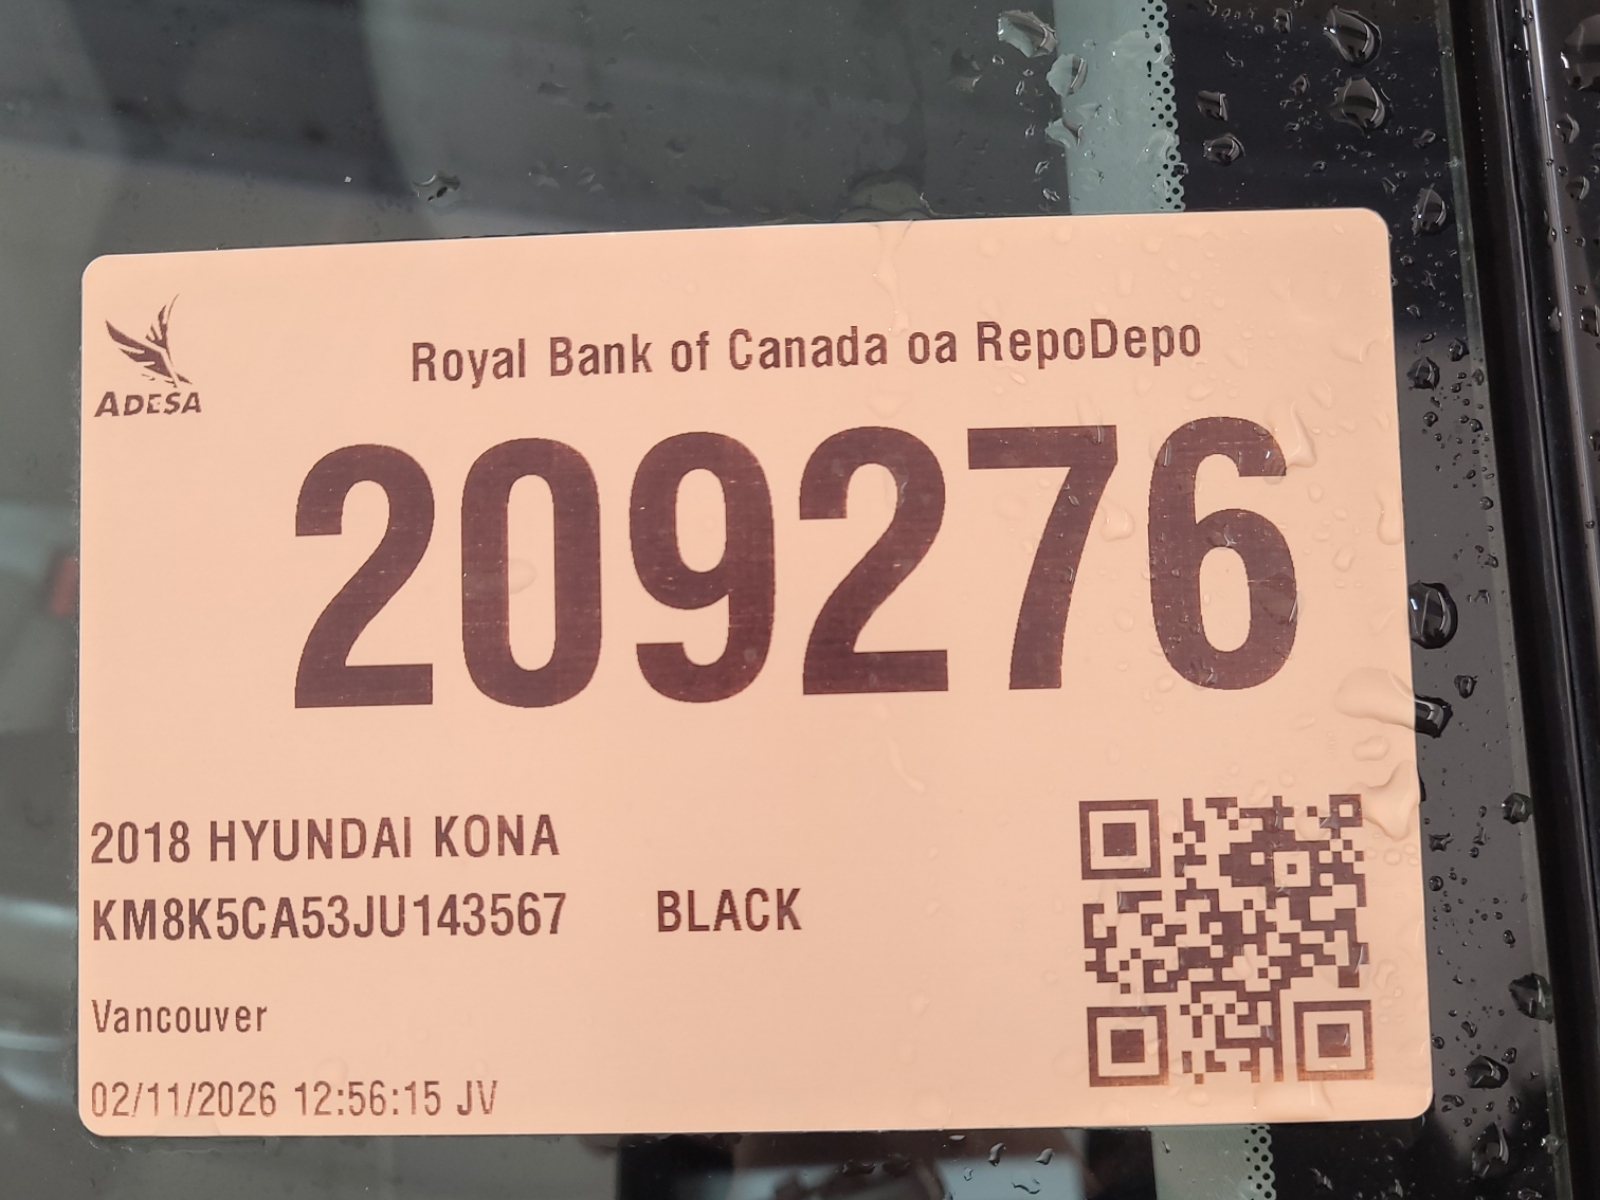 ADESA
Royal Bank of Canada oa RepoDepo
209276
2018 HYUNDAI KONA
KM8K5CA53JU143567 BLACK
Vancouver
02/11/2026 12:56:15 JV